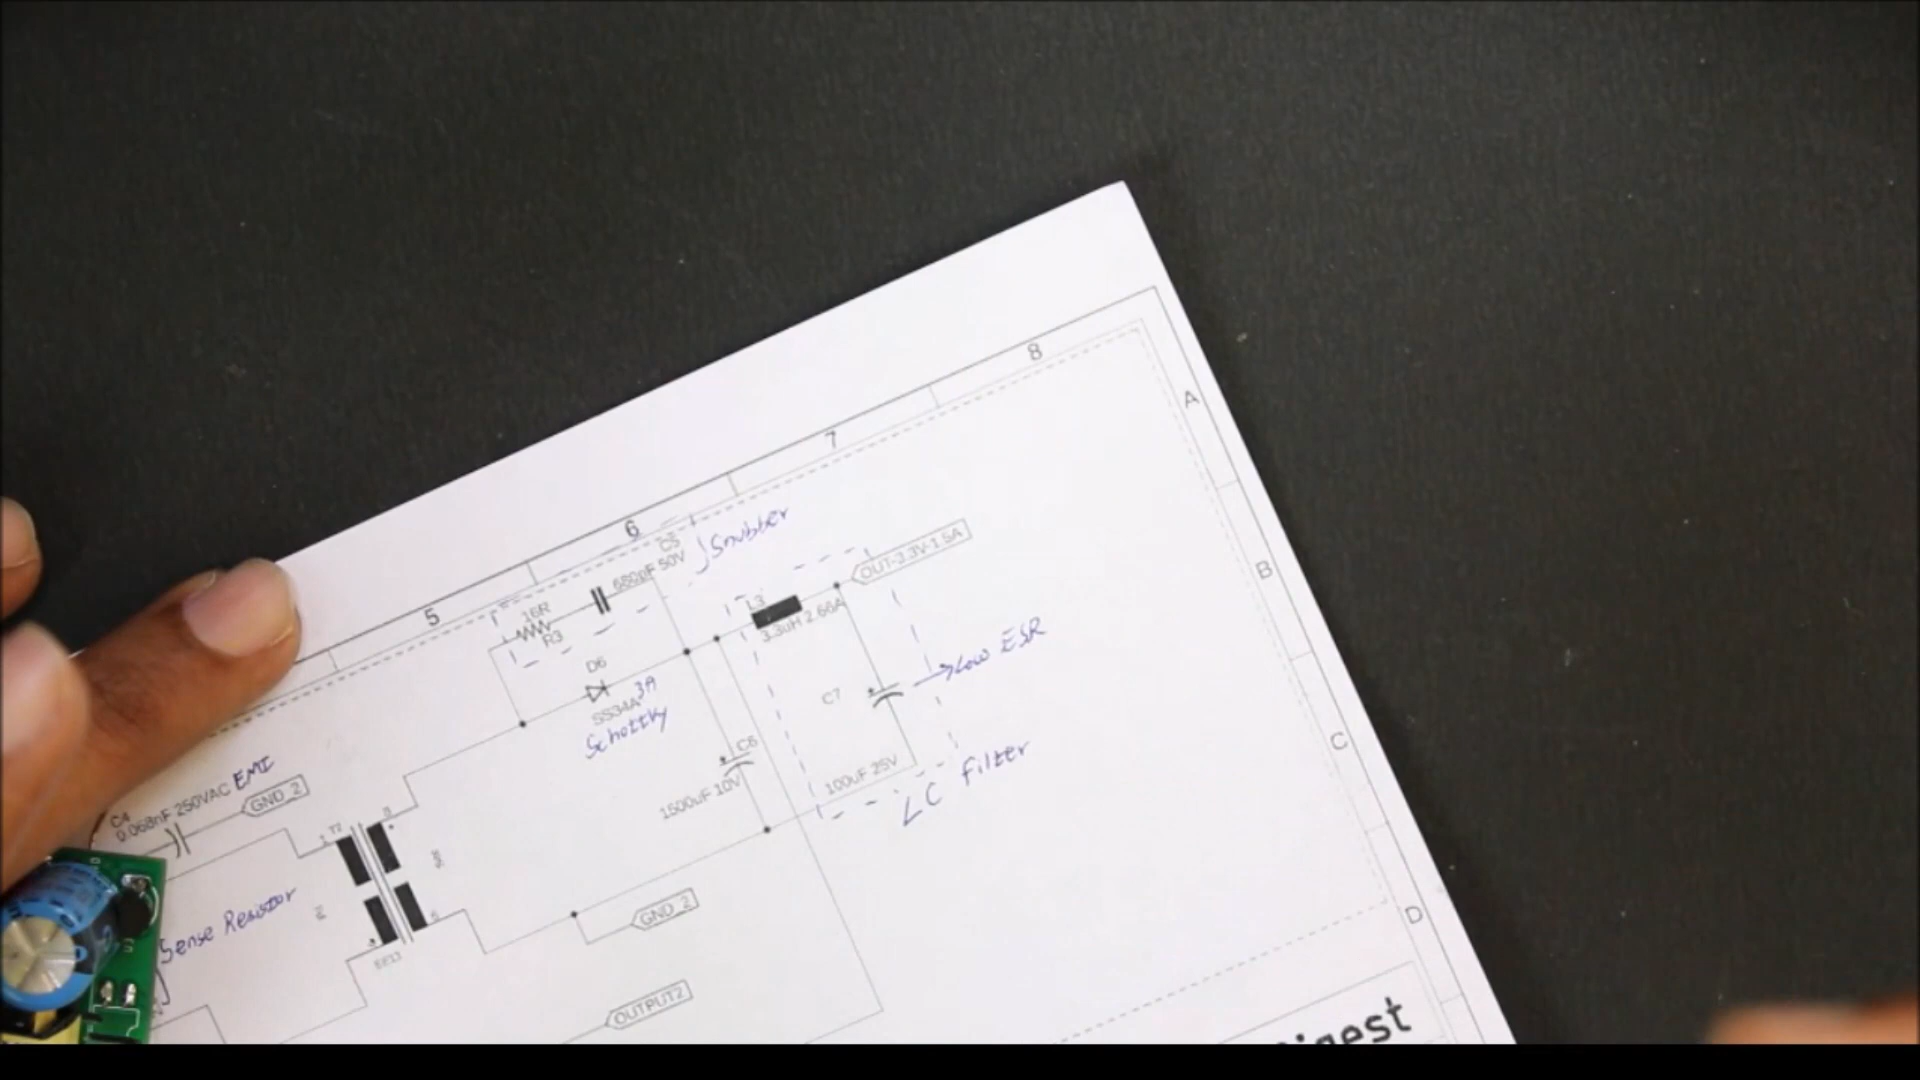 8
A
7
6
5
B
C
D
Snubber
C5
680pF 50V
16R
R3
OUT-3.3V-1.5A
L3
3.3uH 2.66A
D6
SS34A 3A
Schottky
Low ESR
C7
C6
1500uF 10V
100uF 25V
LC Filter
EMI
C4
0.068nF 250VAC
GND_2
T2
Sense Resistor
EE13
GND_2
OUTPUT2